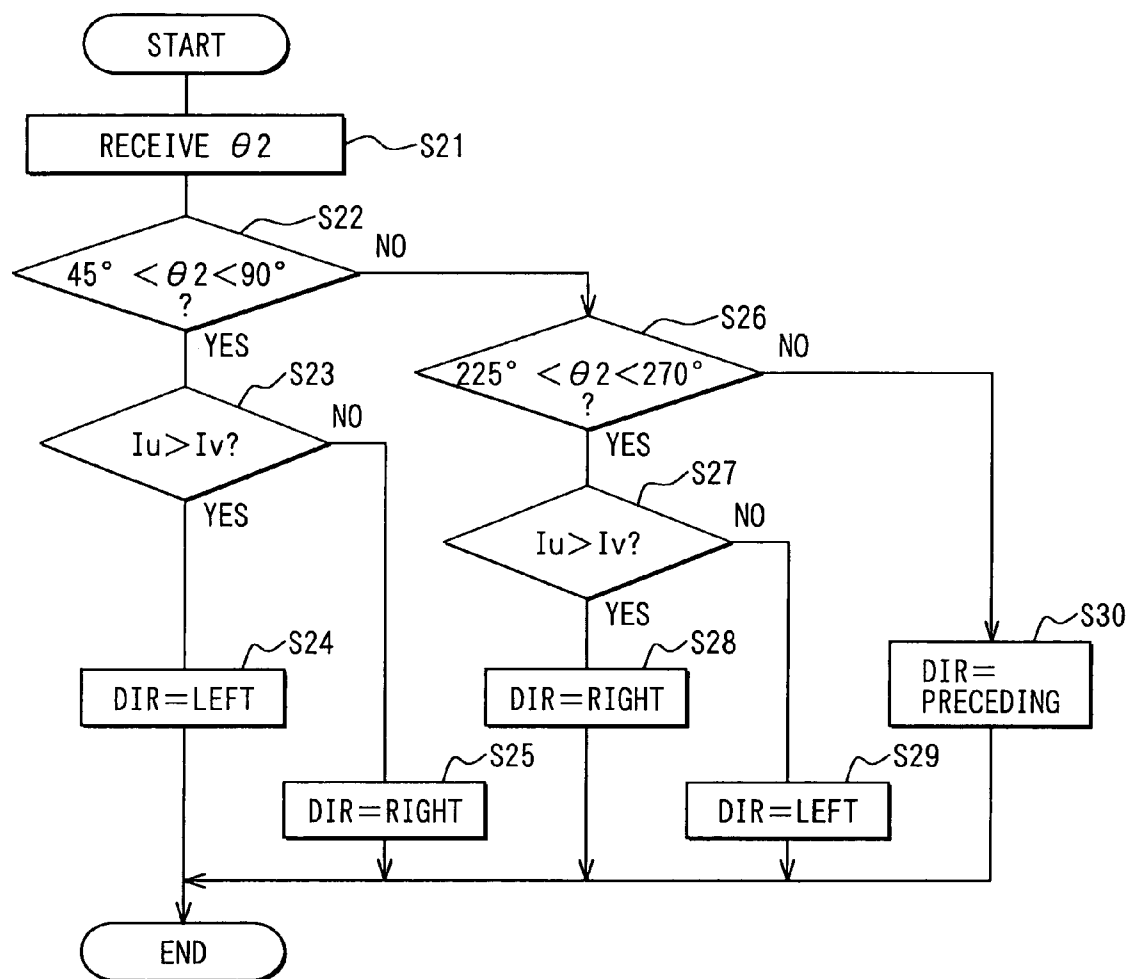 START
RECEIVE θ2
S21
S22
45° <θ2<90°
?
NO
YES
S23
Iu>Iv?
NO
YES
S24
DIR=LEFT
S25
DIR=RIGHT
S26
225° <θ2<270°
?
NO
YES
S27
Iu>Iv?
NO
YES
S28
DIR=RIGHT
S29
DIR=LEFT
S30
DIR=
PRECEDING
END